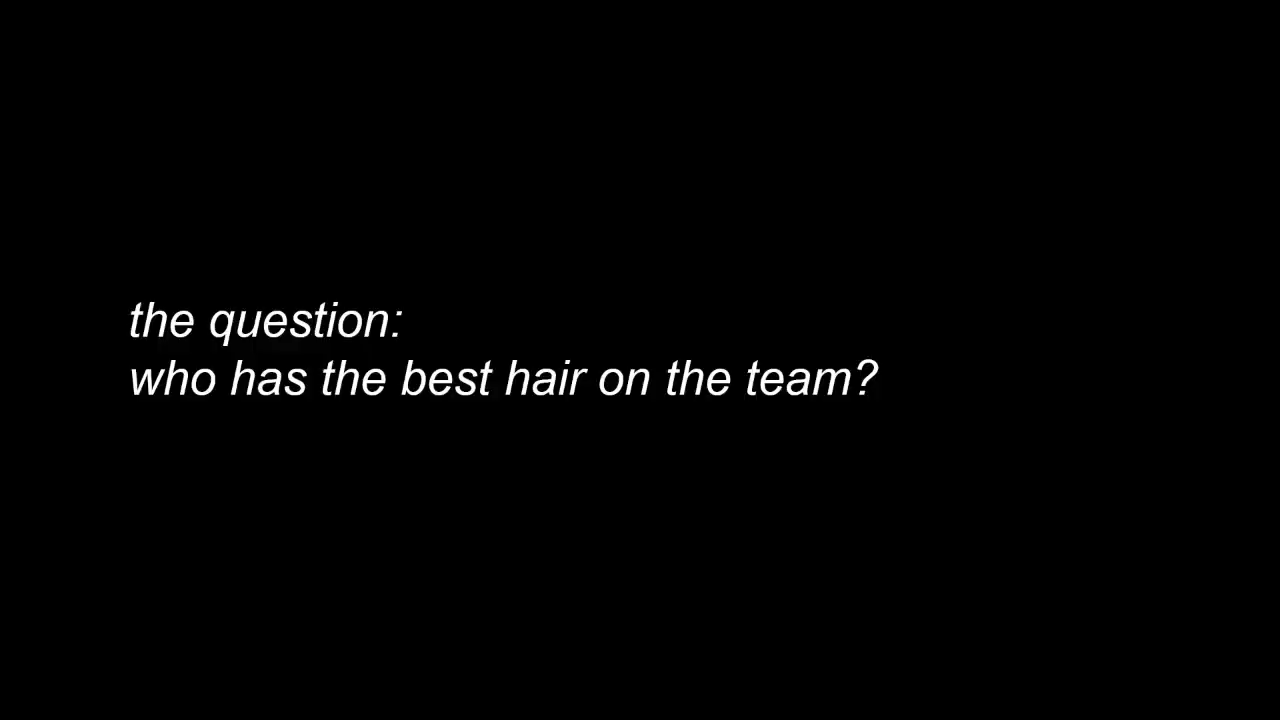 the question:
who has the best hair on the team?